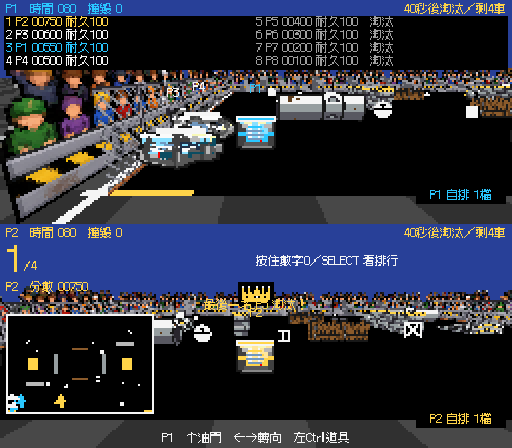 P1 時間 080 撞毀 0 40秒後淘汰／剩4車
1 P2 00750 耐久100 5 P5 00400 耐久100 淘汰
2 P3 00600 耐久100 6 P6 00300 耐久100 淘汰
3 P1 00550 耐久100 7 P7 00200 耐久100 淘汰
4 P4 00500 耐久100 8 P8 00100 耐久100 淘汰
P3 P4
P1 自排 1檔
P2 時間 080 撞毀 0 40秒後淘汰／剩4車
1/4
按住數字0／SELECT 看排行
P2 分數 00750
P2 自排 1檔
P1 ↑油門 ←→轉向 左Ctrl道具